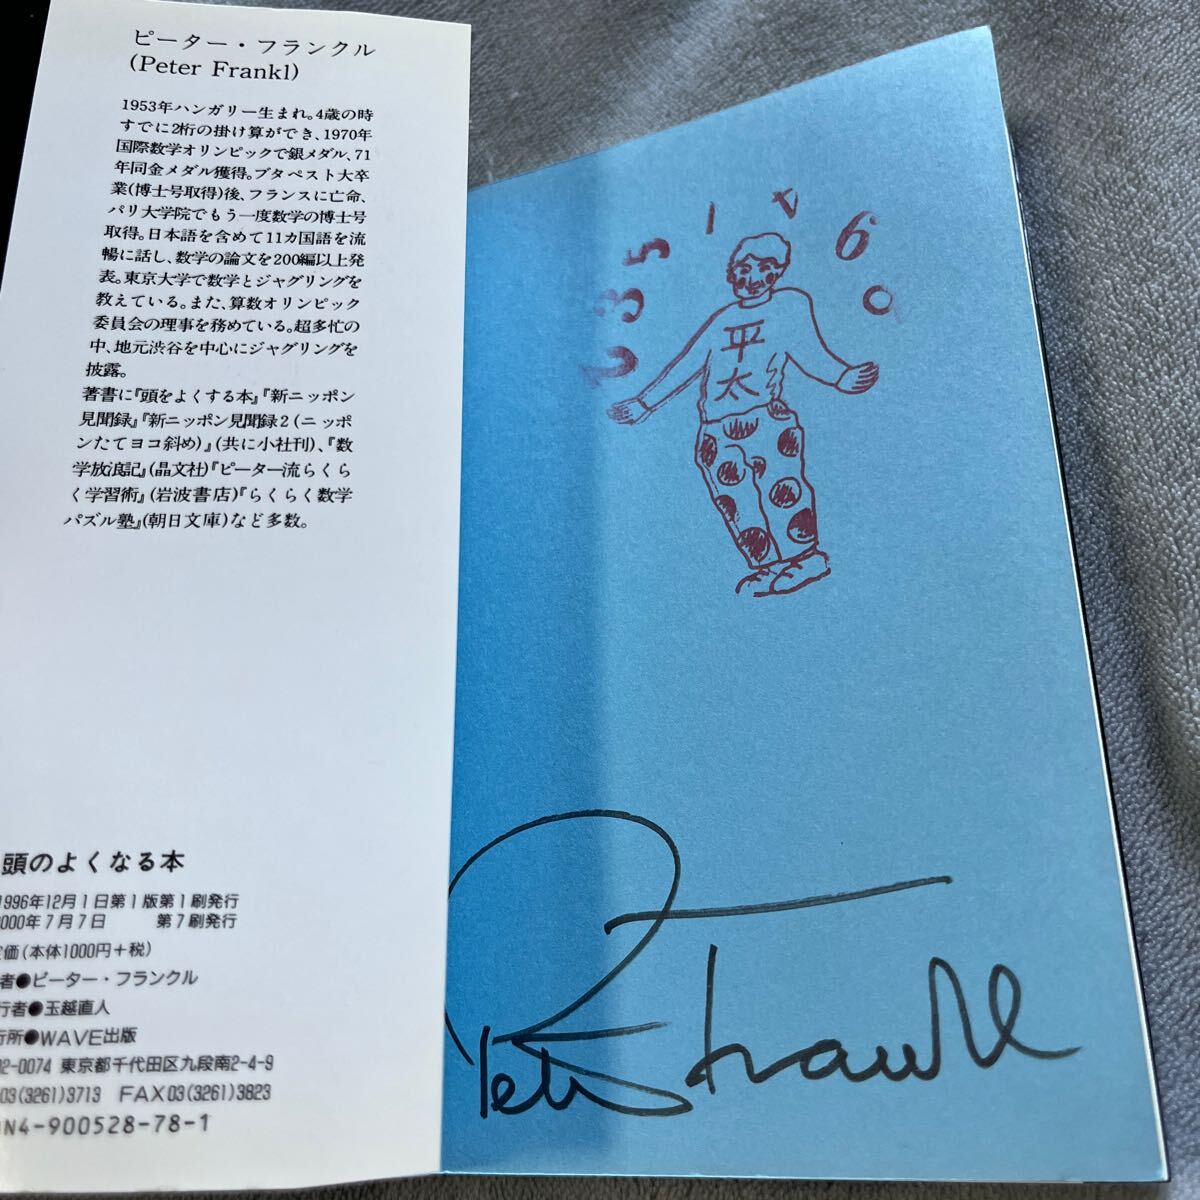 ピーター・フランクル
(Peter Frankl)
1953年ハンガリー生まれ。4歳の時
すでに2桁の掛け算ができ、1970年
国際数学オリンピックで銀メダル、71
年同金メダル獲得。ブタペスト大卒
業(博士号取得)後、フランスに亡命、
パリ大学院でもう一度数学の博士号
取得。日本語を含めて11カ国語を流
暢に話し、数学の論文を200編以上発
表。東京大学で数学とジャグリングを
教えている。また、算数オリンピック
委員会の理事を務めている。超多忙の
中、地元渋谷を中心にジャグリングを
披露。
著書に『頭をよくする本』『新ニッポン
見聞録』『新ニッポン見聞録2(ニッポ
ンたてヨコ斜め)』(共に小社刊)、『数
学放浪記』(晶文社)『ピーター流らくら
く学習術』(岩波書店)『らくらく数学
パズル塾』(朝日文庫)など多数。
頭のよくなる本
1996年12月1日第1版第1刷発行
2000年7月7日 第7刷発行
価(本体1000円+税)
者●ピーター・フランクル
行者●玉越直人
行所●WAVE出版
02-0074 東京都千代田区九段南2-4-9
03(3261)3713 FAX03(3261)3823
N4-900528-78-1
3 5 1 6 0
平
太
Peter Frankl